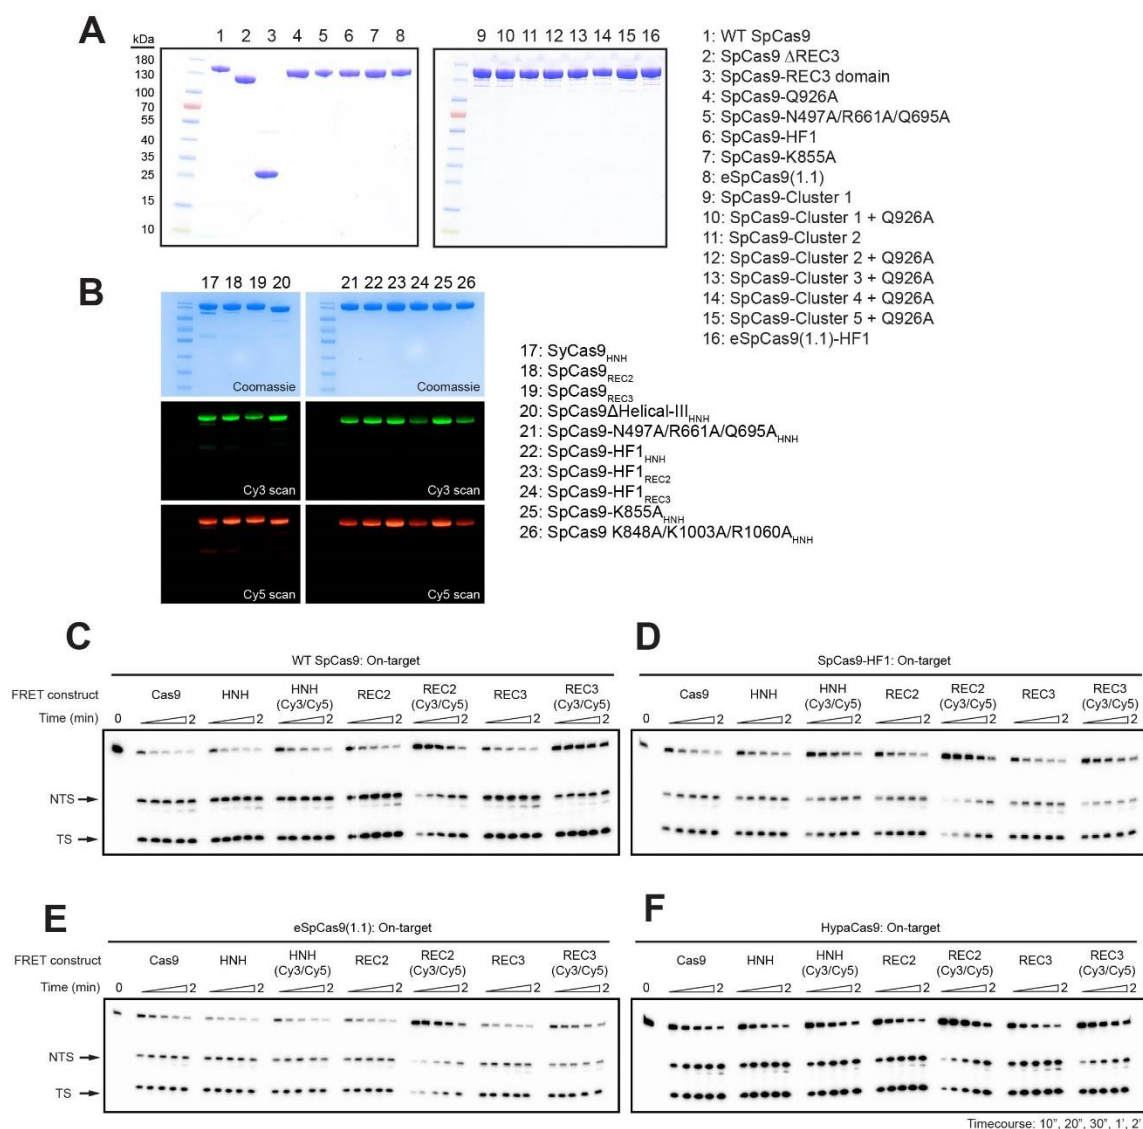 A
kDa
1 2 3 4 5 6 7 8
9 10 11 12 13 14 15 16
180
130
100
70
55
40
35
25
15
10
1: WT SpCas9
2: SpCas9 ΔREC3
3: SpCas9-REC3 domain
4: SpCas9-Q926A
5: SpCas9-N497A/R661A/Q695A
6: SpCas9-HF1
7: SpCas9-K855A
8: eSpCas9(1.1)
9: SpCas9-Cluster 1
10: SpCas9-Cluster 1 + Q926A
11: SpCas9-Cluster 2
12: SpCas9-Cluster 2 + Q926A
13: SpCas9-Cluster 3 + Q926A
14: SpCas9-Cluster 4 + Q926A
15: SpCas9-Cluster 5 + Q926A
16: eSpCas9(1.1)-HF1
B
17 18 19 20
21 22 23 24 25 26
Coomassie
Coomassie
Cy3 scan
Cy3 scan
Cy5 scan
Cy5 scan
17: SyCas9HNH
18: SpCas9REC2
19: SpCas9REC3
20: SpCas9ΔHelical-IIIHNH
21: SpCas9-N497A/R661A/Q695AHNH
22: SpCas9-HF1HNH
23: SpCas9-HF1REC2
24: SpCas9-HF1REC3
25: SpCas9-K855AHNH
26: SpCas9 K848A/K1003A/R1060AHNH
C
WT SpCas9: On-target
FRET construct Cas9 HNH HNH (Cy3/Cy5) REC2 REC2 (Cy3/Cy5) REC3 REC3 (Cy3/Cy5)
Time (min) 0 2 2 2 2 2 2 2
NTS
TS
D
SpCas9-HF1: On-target
Cas9 HNH HNH (Cy3/Cy5) REC2 REC2 (Cy3/Cy5) REC3 REC3 (Cy3/Cy5)
0 2 2 2 2 2 2 2
E
eSpCas9(1.1): On-target
FRET construct Cas9 HNH HNH (Cy3/Cy5) REC2 REC2 (Cy3/Cy5) REC3 REC3 (Cy3/Cy5)
Time (min) 0 2 2 2 2 2 2 2
NTS
TS
F
HypaCas9: On-target
Cas9 HNH HNH (Cy3/Cy5) REC2 REC2 (Cy3/Cy5) REC3 REC3 (Cy3/Cy5)
0 2 2 2 2 2 2 2
Timecourse: 10", 20", 30", 1', 2'